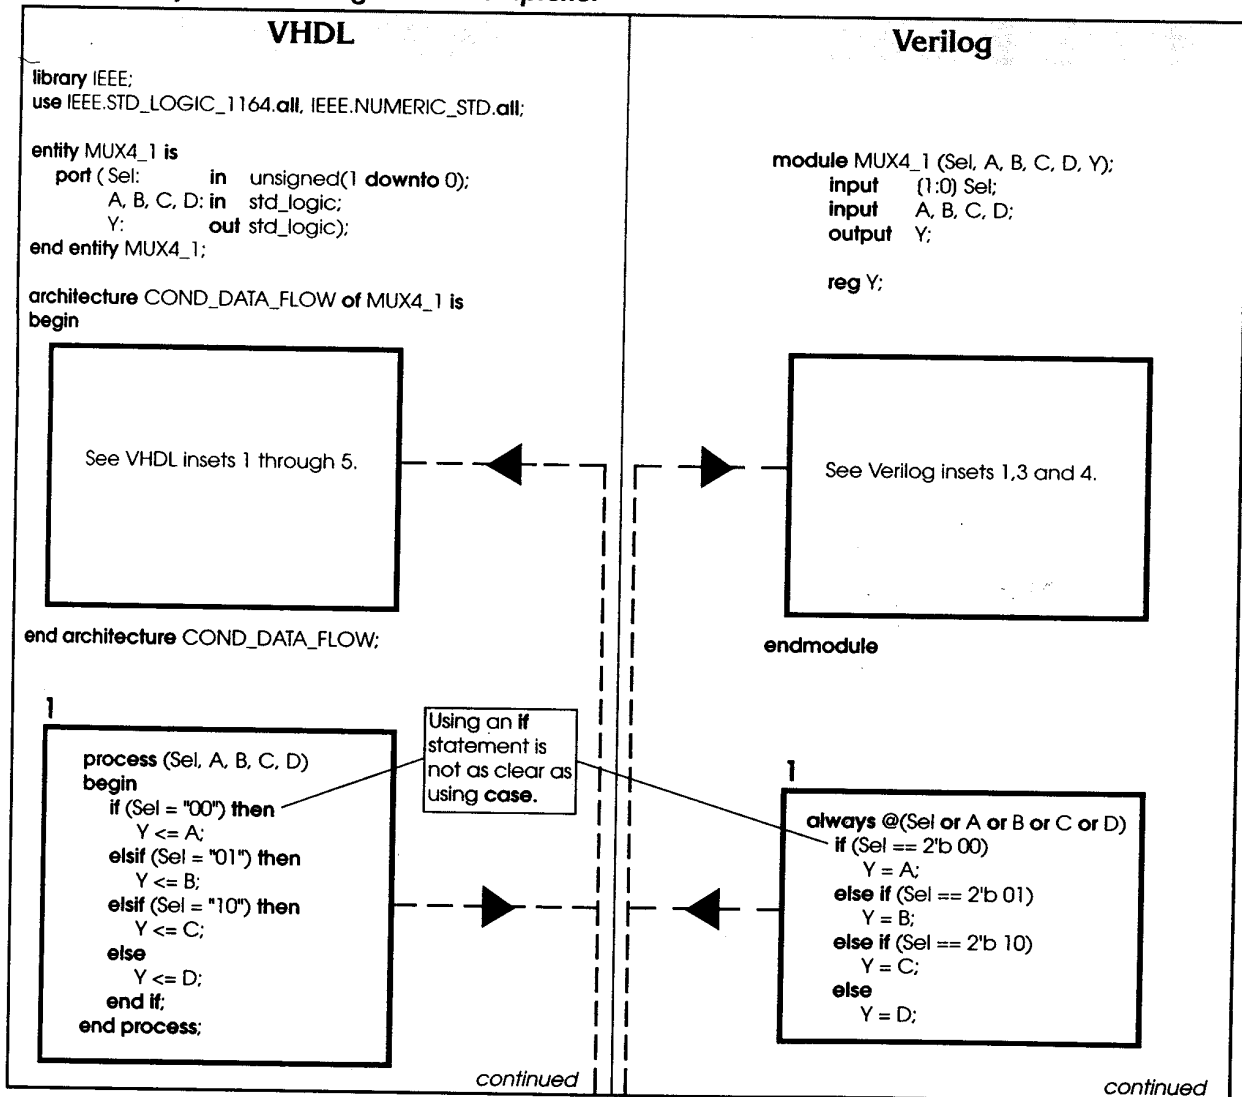 VHDL
library IEEE;
use IEEE.STD_LOGIC_1164.all, IEEE.NUMERIC_STD.all;
entity MUX4_1 is
port ( Sel: in unsigned(1 downto 0);
A, B, C, D: in std_logic;
Y: out std_logic);
end entity MUX4_1;
architecture COND_DATA_FLOW of MUX4_1 is
begin
See VHDL insets 1 through 5.
end architecture COND_DATA_FLOW;
1
process (Sel, A, B, C, D)
begin
if (Sel = "00") then
Y <= A;
elsif (Sel = "01") then
Y <= B;
elsif (Sel = "10") then
Y <= C;
else
Y <= D;
end if;
end process;
continued
Using an if
statement is
not as clear as
using case.
Verilog
module MUX4_1 (Sel, A, B, C, D, Y);
input (1:0) Sel;
input A, B, C, D;
output Y;
reg Y;
See Verilog insets 1,3 and 4.
endmodule
1
always @(Sel or A or B or C or D)
if (Sel == 2'b 00)
Y = A;
else if (Sel == 2'b 01)
Y = B;
else if (Sel == 2'b 10)
Y = C;
else
Y = D;
continued